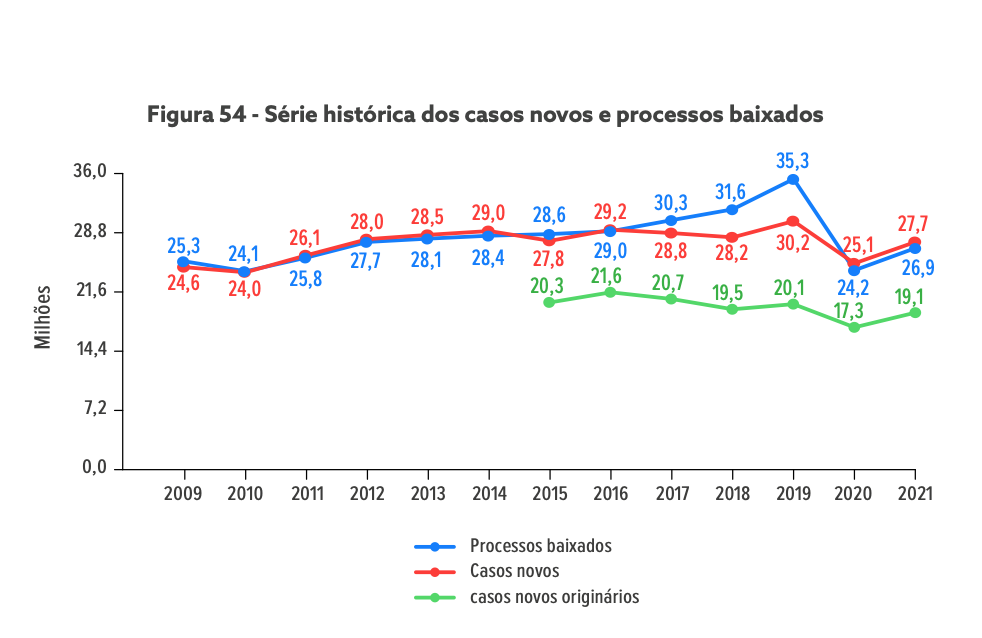 Figura 54 - Série histórica dos casos novos e processos baixados
Milhões
36,0
28,8
21,6
14,4
7,2
0,0
25,3 24,1 25,8 27,7 28,1 28,4 28,6 29,0 30,3 31,6 35,3 24,2 26,9
24,6 24,0 26,1 28,0 28,5 29,0 27,8 29,2 28,8 28,2 30,2 25,1 27,7
20,3 21,6 20,7 19,5 20,1 17,3 19,1
2009 2010 2011 2012 2013 2014 2015 2016 2017 2018 2019 2020 2021
Processos baixados
Casos novos
casos novos originários